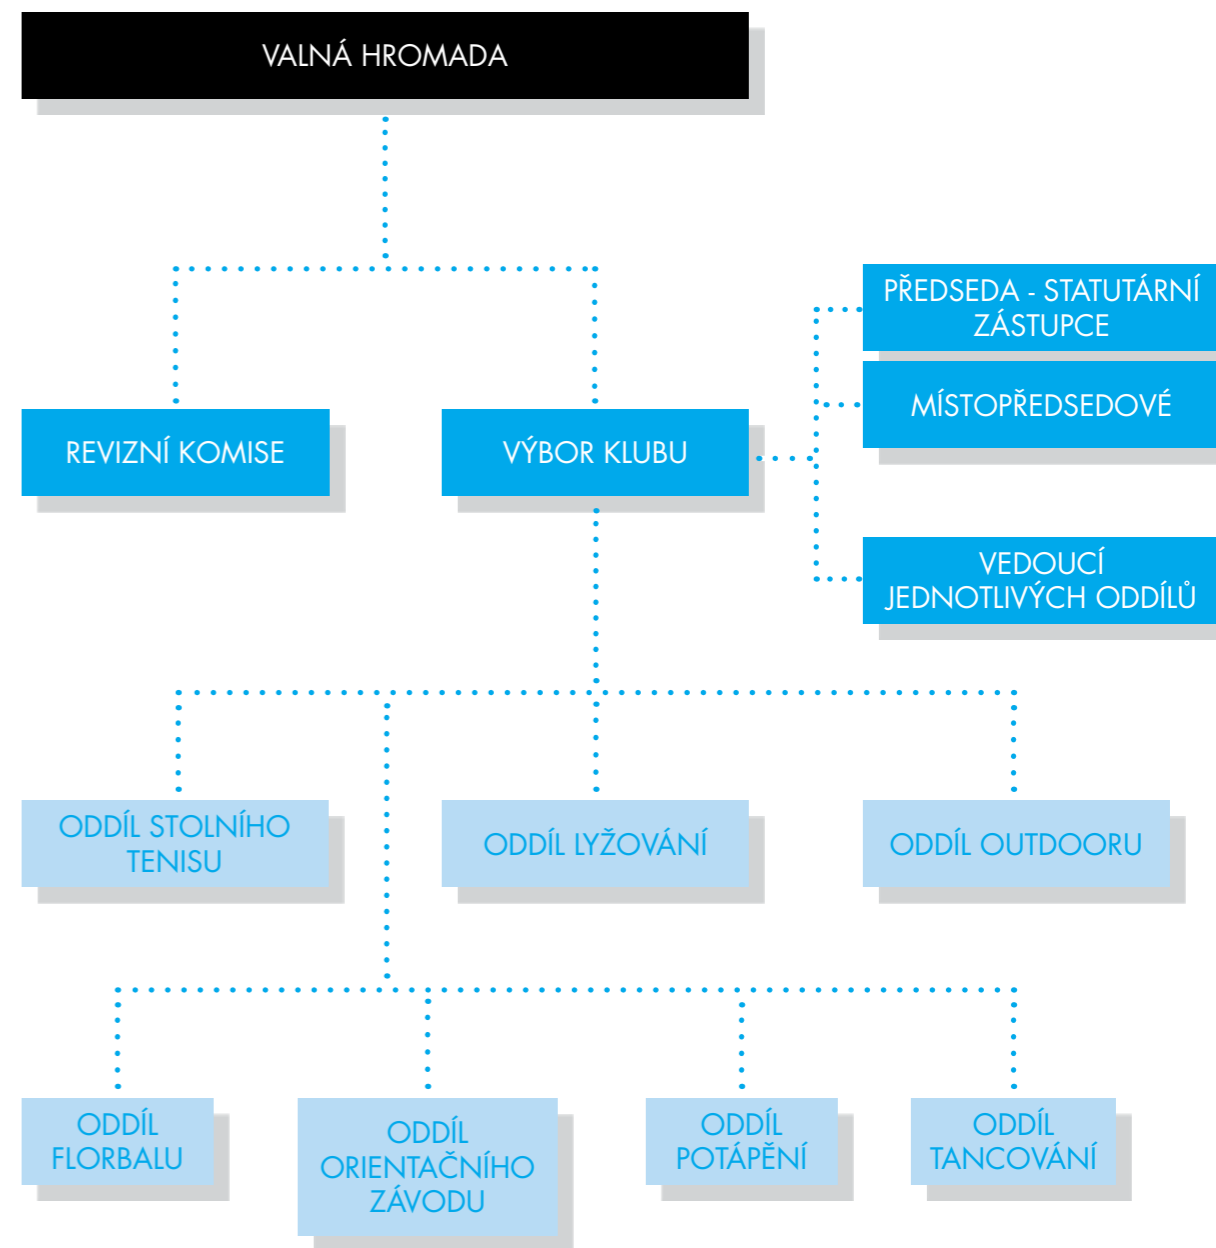 VALNÁ HROMADA
PŘEDSEDA - STATUTÁRNÍ
ZÁSTUPCE
MÍSTOPŘEDSEDOVÉ
REVIZNÍ KOMISE
VÝBOR KLUBU
VEDOUCÍ
JEDNOTLIVÝCH ODDÍLŮ
ODDÍL STOLNÍHO
TENISU
ODDÍL LYŽOVÁNÍ
ODDÍL OUTDOORU
ODDÍL
FLORBALU
ODDÍL
ORIENTAČNÍHO
ZÁVODU
ODDÍL
POTÁPĚNÍ
ODDÍL
TANCOVÁNÍ